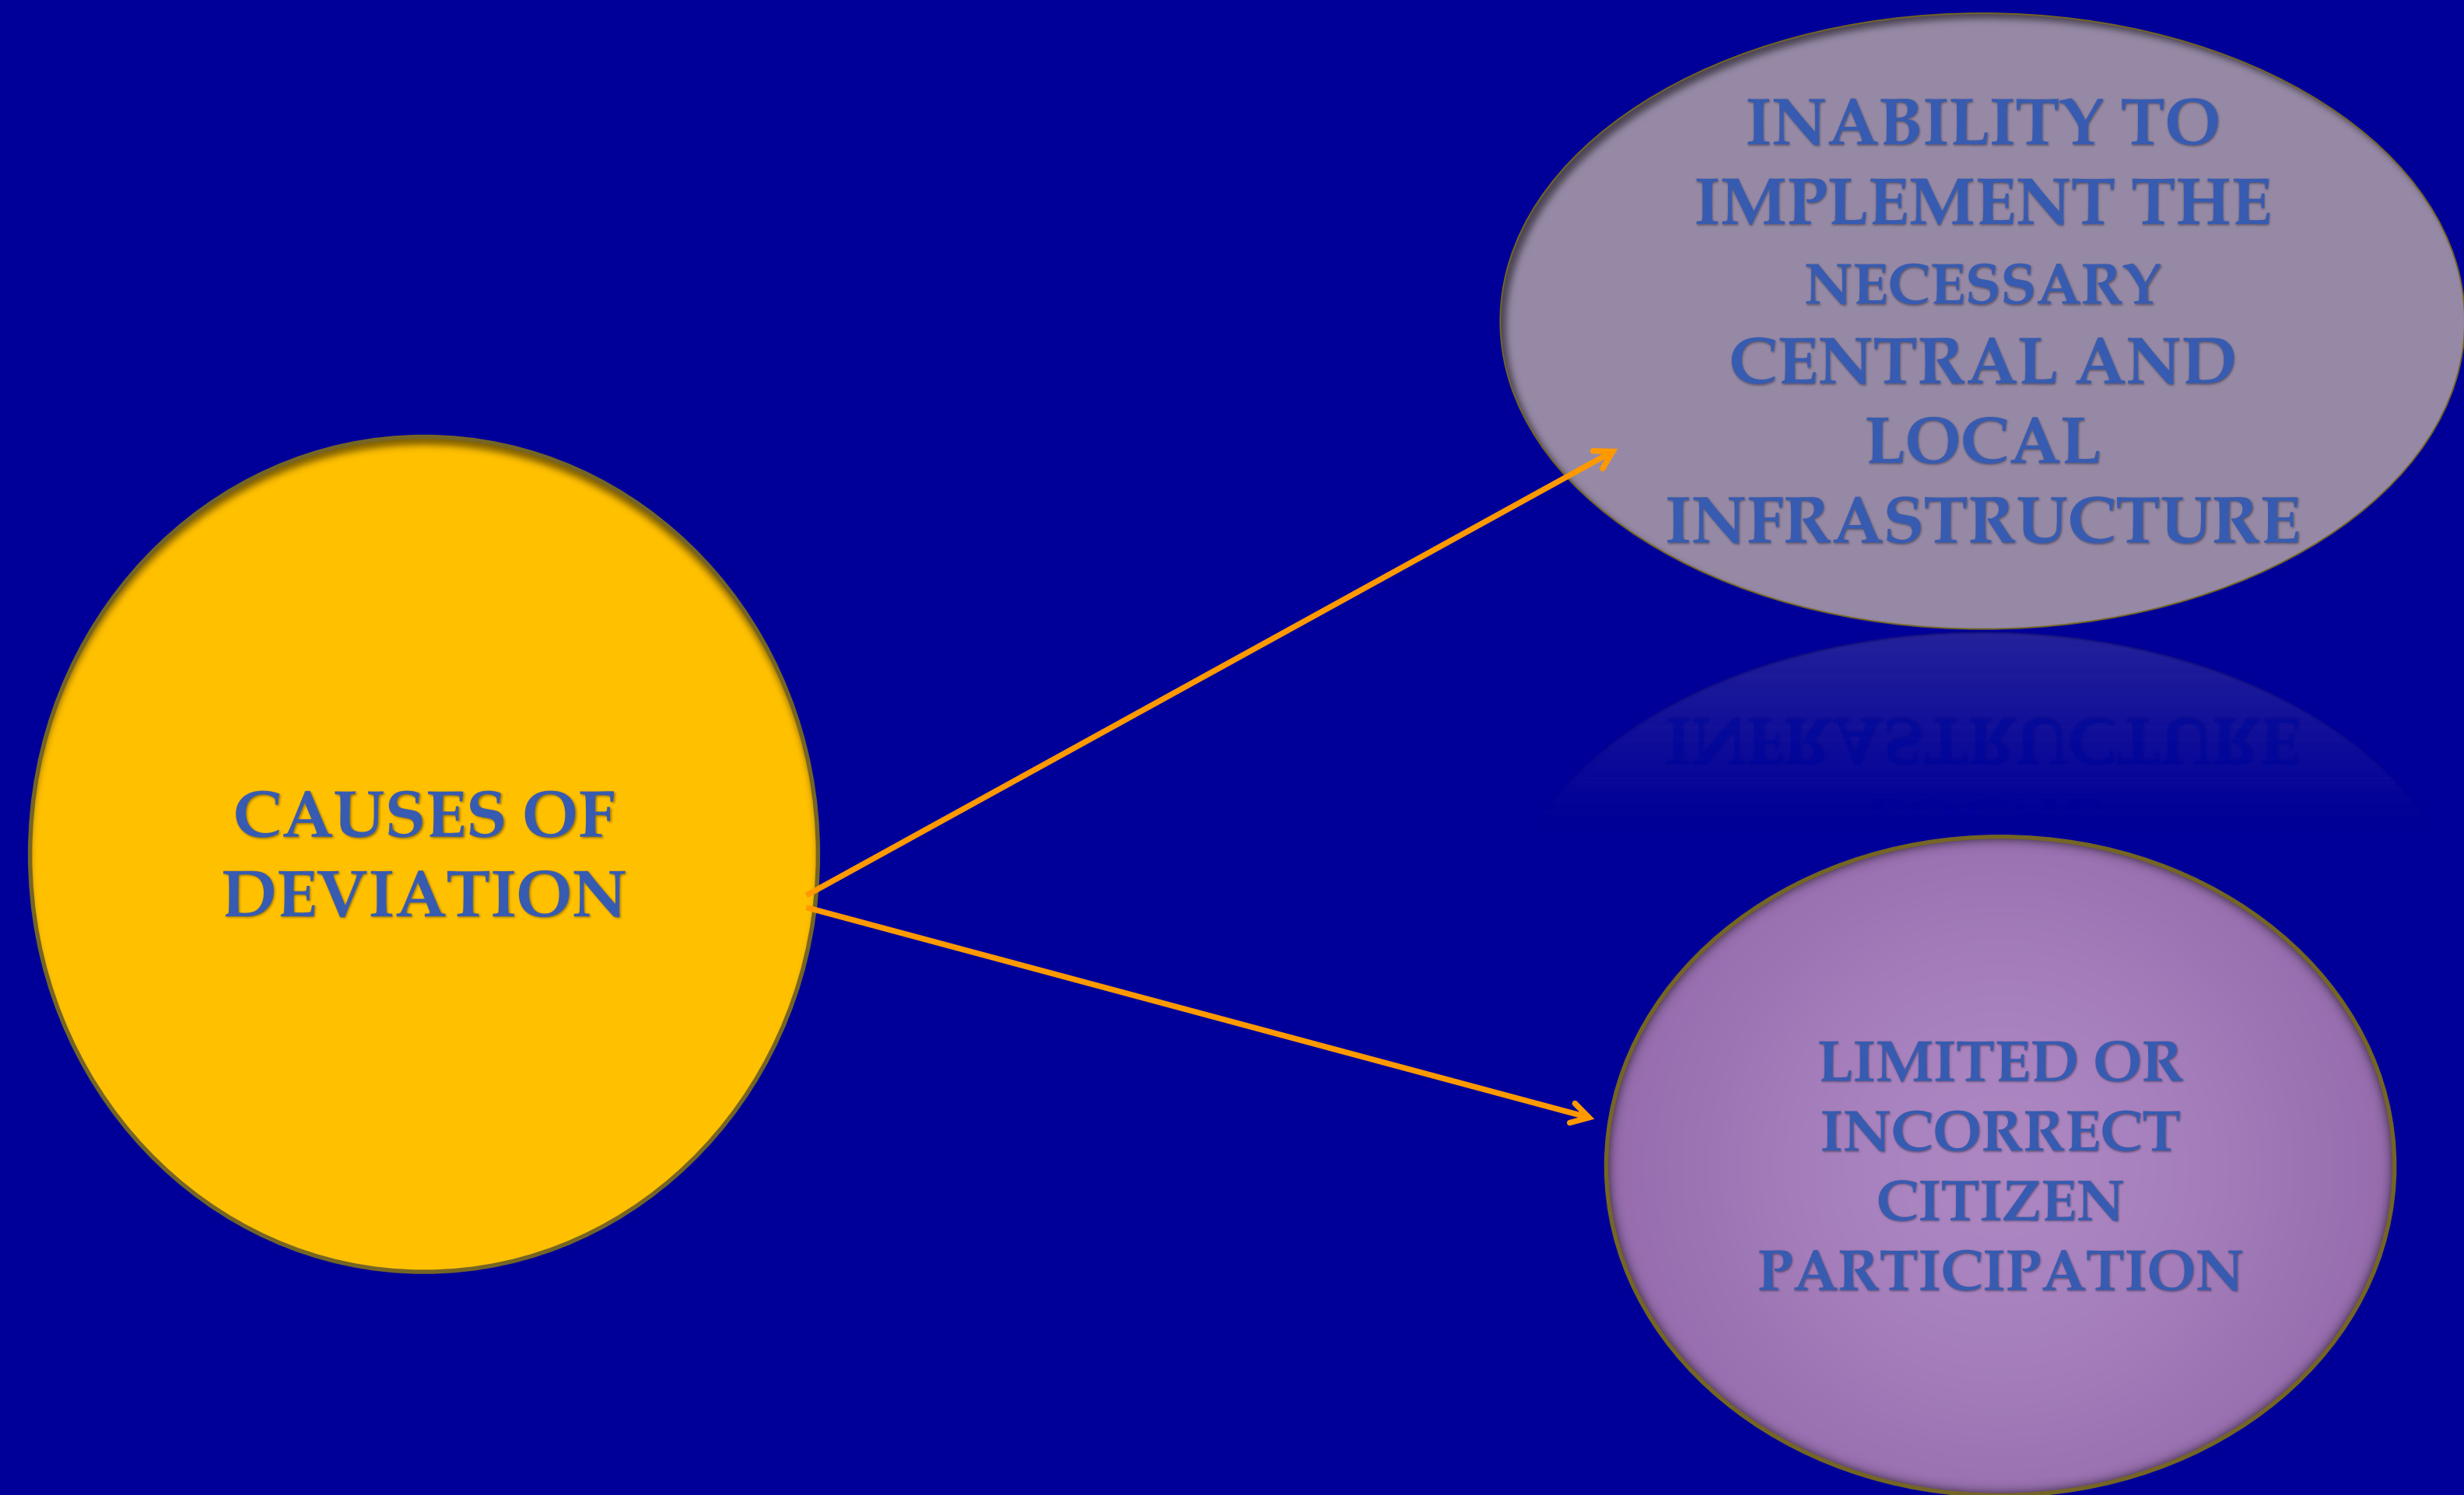 CAUSES OF
DEVIATION
INABILITY TO
IMPLEMENT THE
NECESSARY
CENTRAL AND
LOCAL
INFRASTRUCTURE
LIMITED OR
INCORRECT
CITIZEN
PARTICIPATION